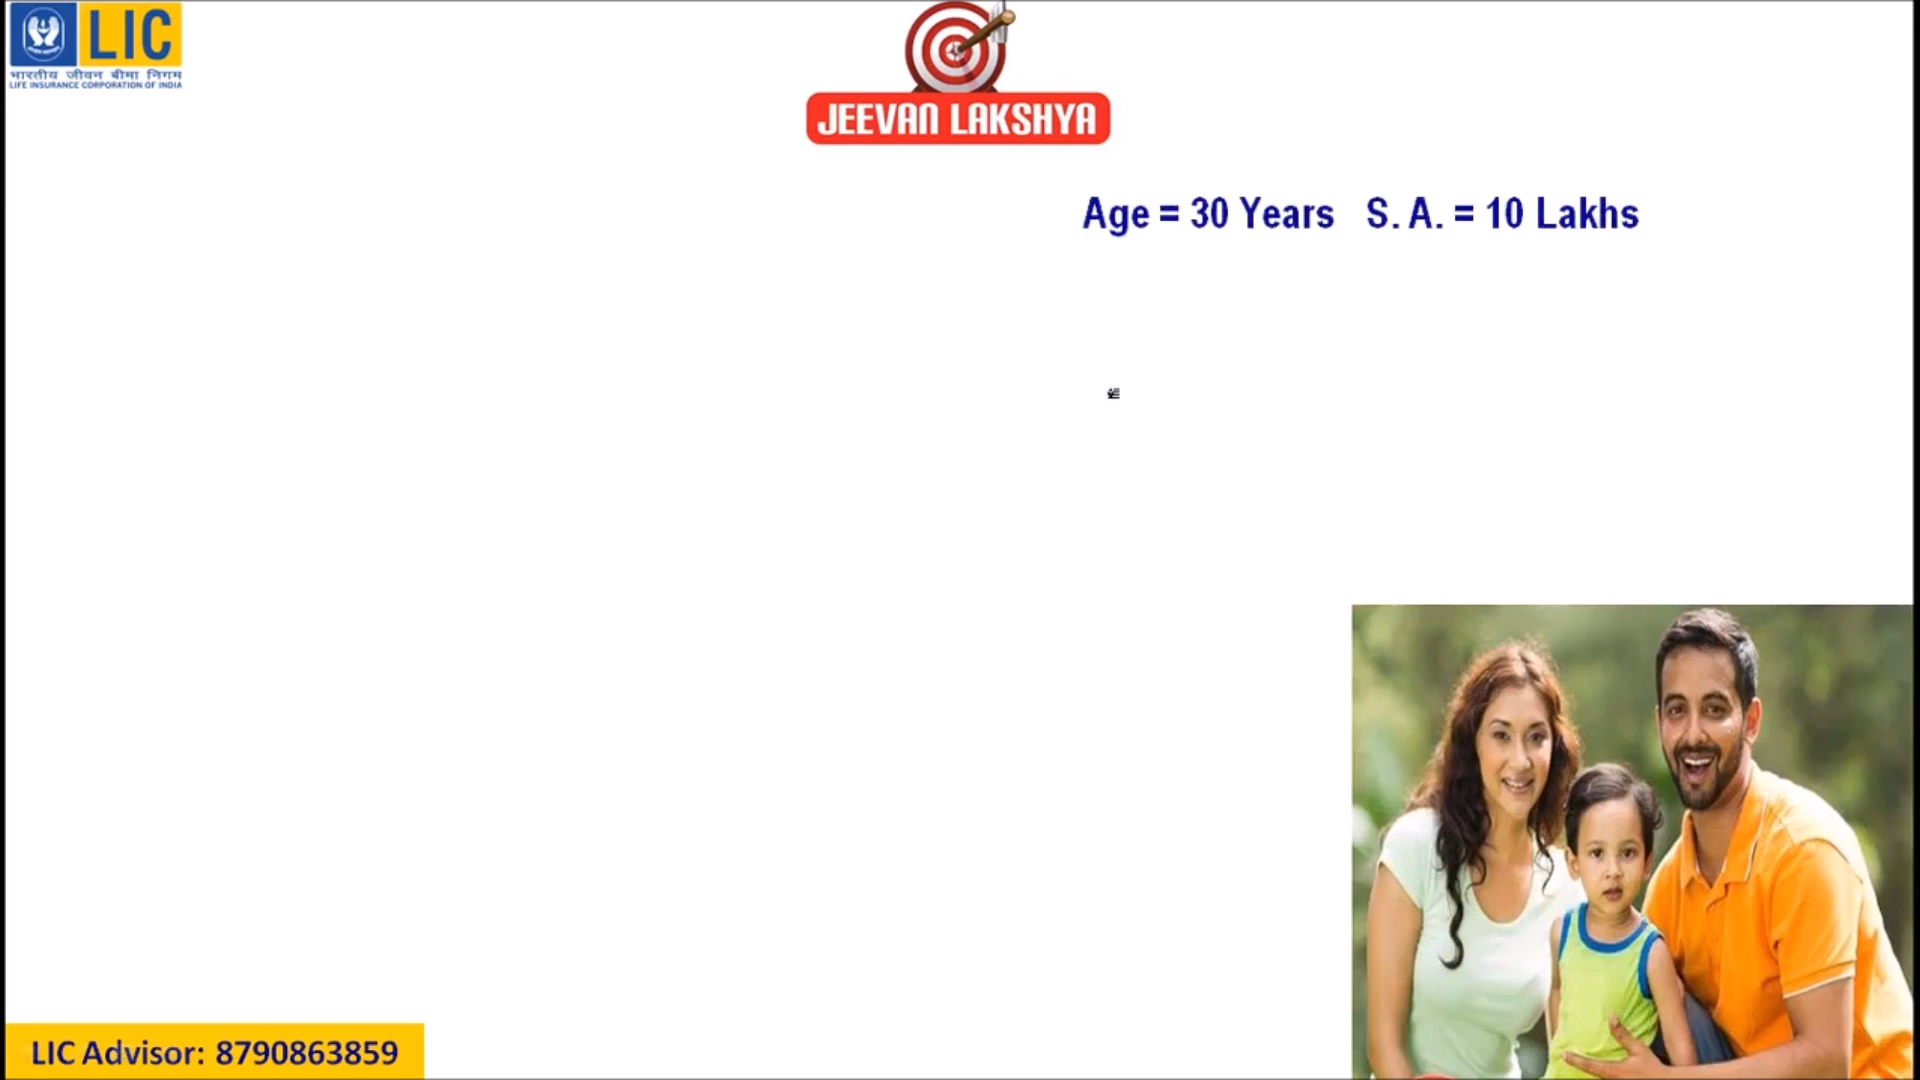 LIC
भारतीय जीवन बीमा निगम
LIFE INSURANCE CORPORATION OF INDIA
JEEVAN LAKSHYA
Age = 30 Years S. A. = 10 Lakhs
LIC Advisor: 8790863859